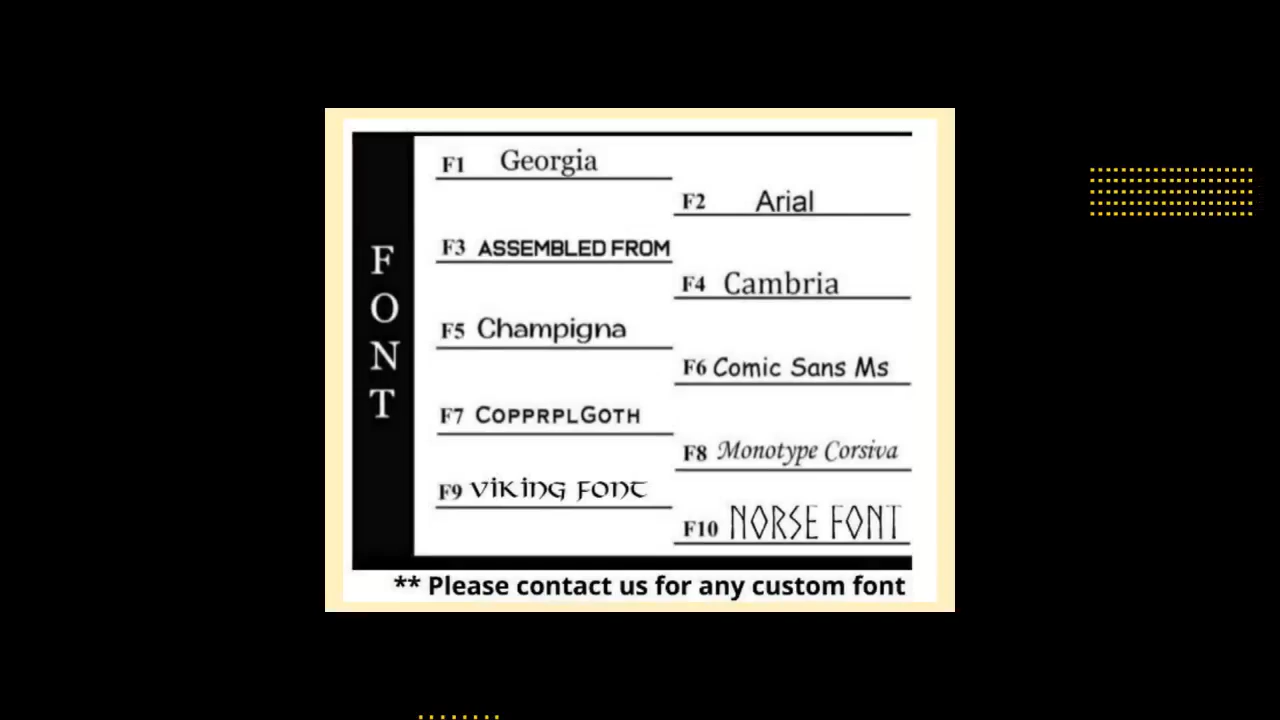 FONT
F1 Georgia
F2 Arial
F3 ASSEMBLED FROM
F4 Cambria
F5 Champigna
F6 Comic Sans Ms
F7 COPPRPLGOTH
F8 Monotype Corsiva
F9 VIKING FONT
F10 NORSE FONT
** Please contact us for any custom font